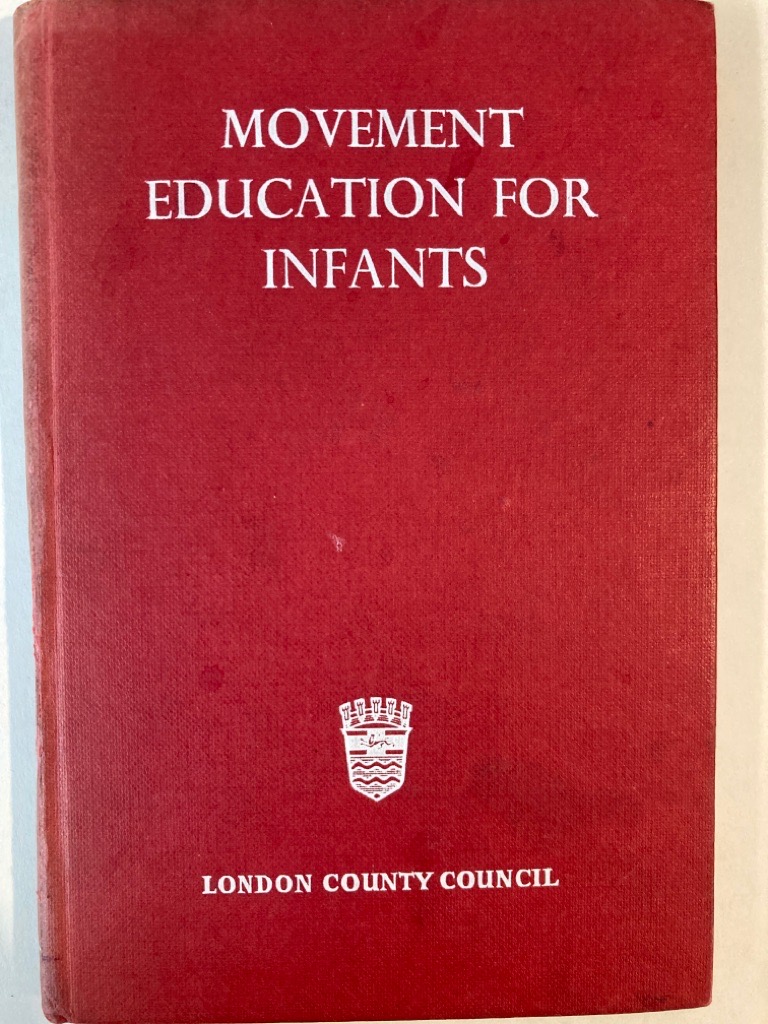 MOVEMENT
EDUCATION FOR
INFANTS
LONDON COUNTY COUNCIL